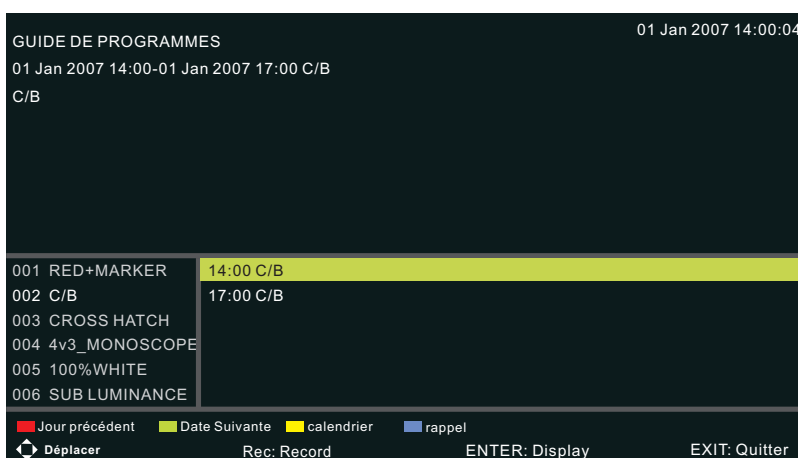 01 Jan 2007 14:00:04
GUIDE DE PROGRAMMES
01 Jan 2007 14:00-01 Jan 2007 17:00 C/B
C/B
001 RED+MARKER
14:00 C/B
002 C/B
17:00 C/B
003 CROSS HATCH
004 4v3_MONOSCOPE
005 100%WHITE
006 SUB LUMINANCE
Jour précédent Date Suivante calendrier rappel
Déplacer Rec: Record ENTER: Display EXIT: Quitter